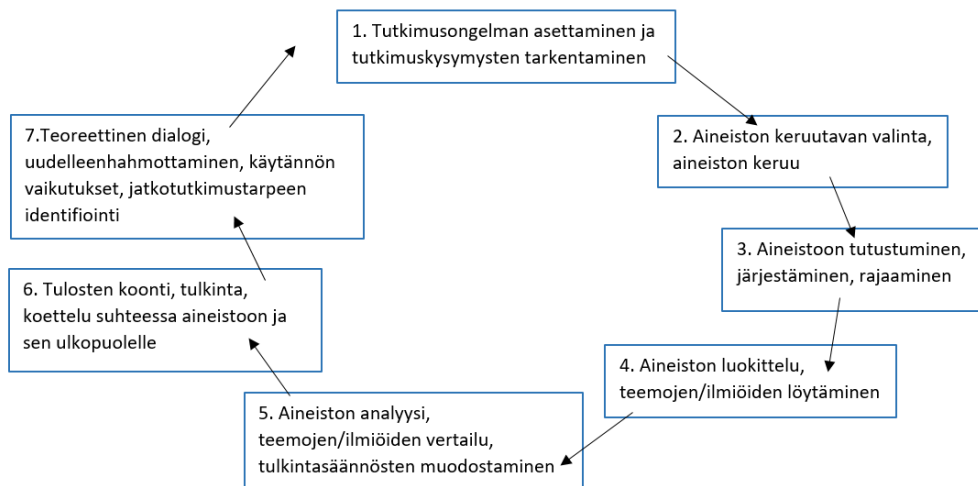 1. Tutkimusongelman asettaminen ja
tutkimuskysymysten tarkentaminen
2. Aineiston keruutavan valinta,
aineiston keruu
3. Aineistoon tutustuminen,
järjestäminen, rajaaminen
4. Aineiston luokittelu,
teemojen/ilmiöiden löytäminen
5. Aineiston analyysi,
teemojen/ilmiöiden vertailu,
tulkintasäännösten muodostaminen
6. Tulosten koonti, tulkinta,
koettelu suhteessa aineistoon ja
sen ulkopuolelle
7.Teoreettinen dialogi,
uudelleenhahmottaminen, käytännön
vaikutukset, jatkotutkimustarpeen
identifiointi